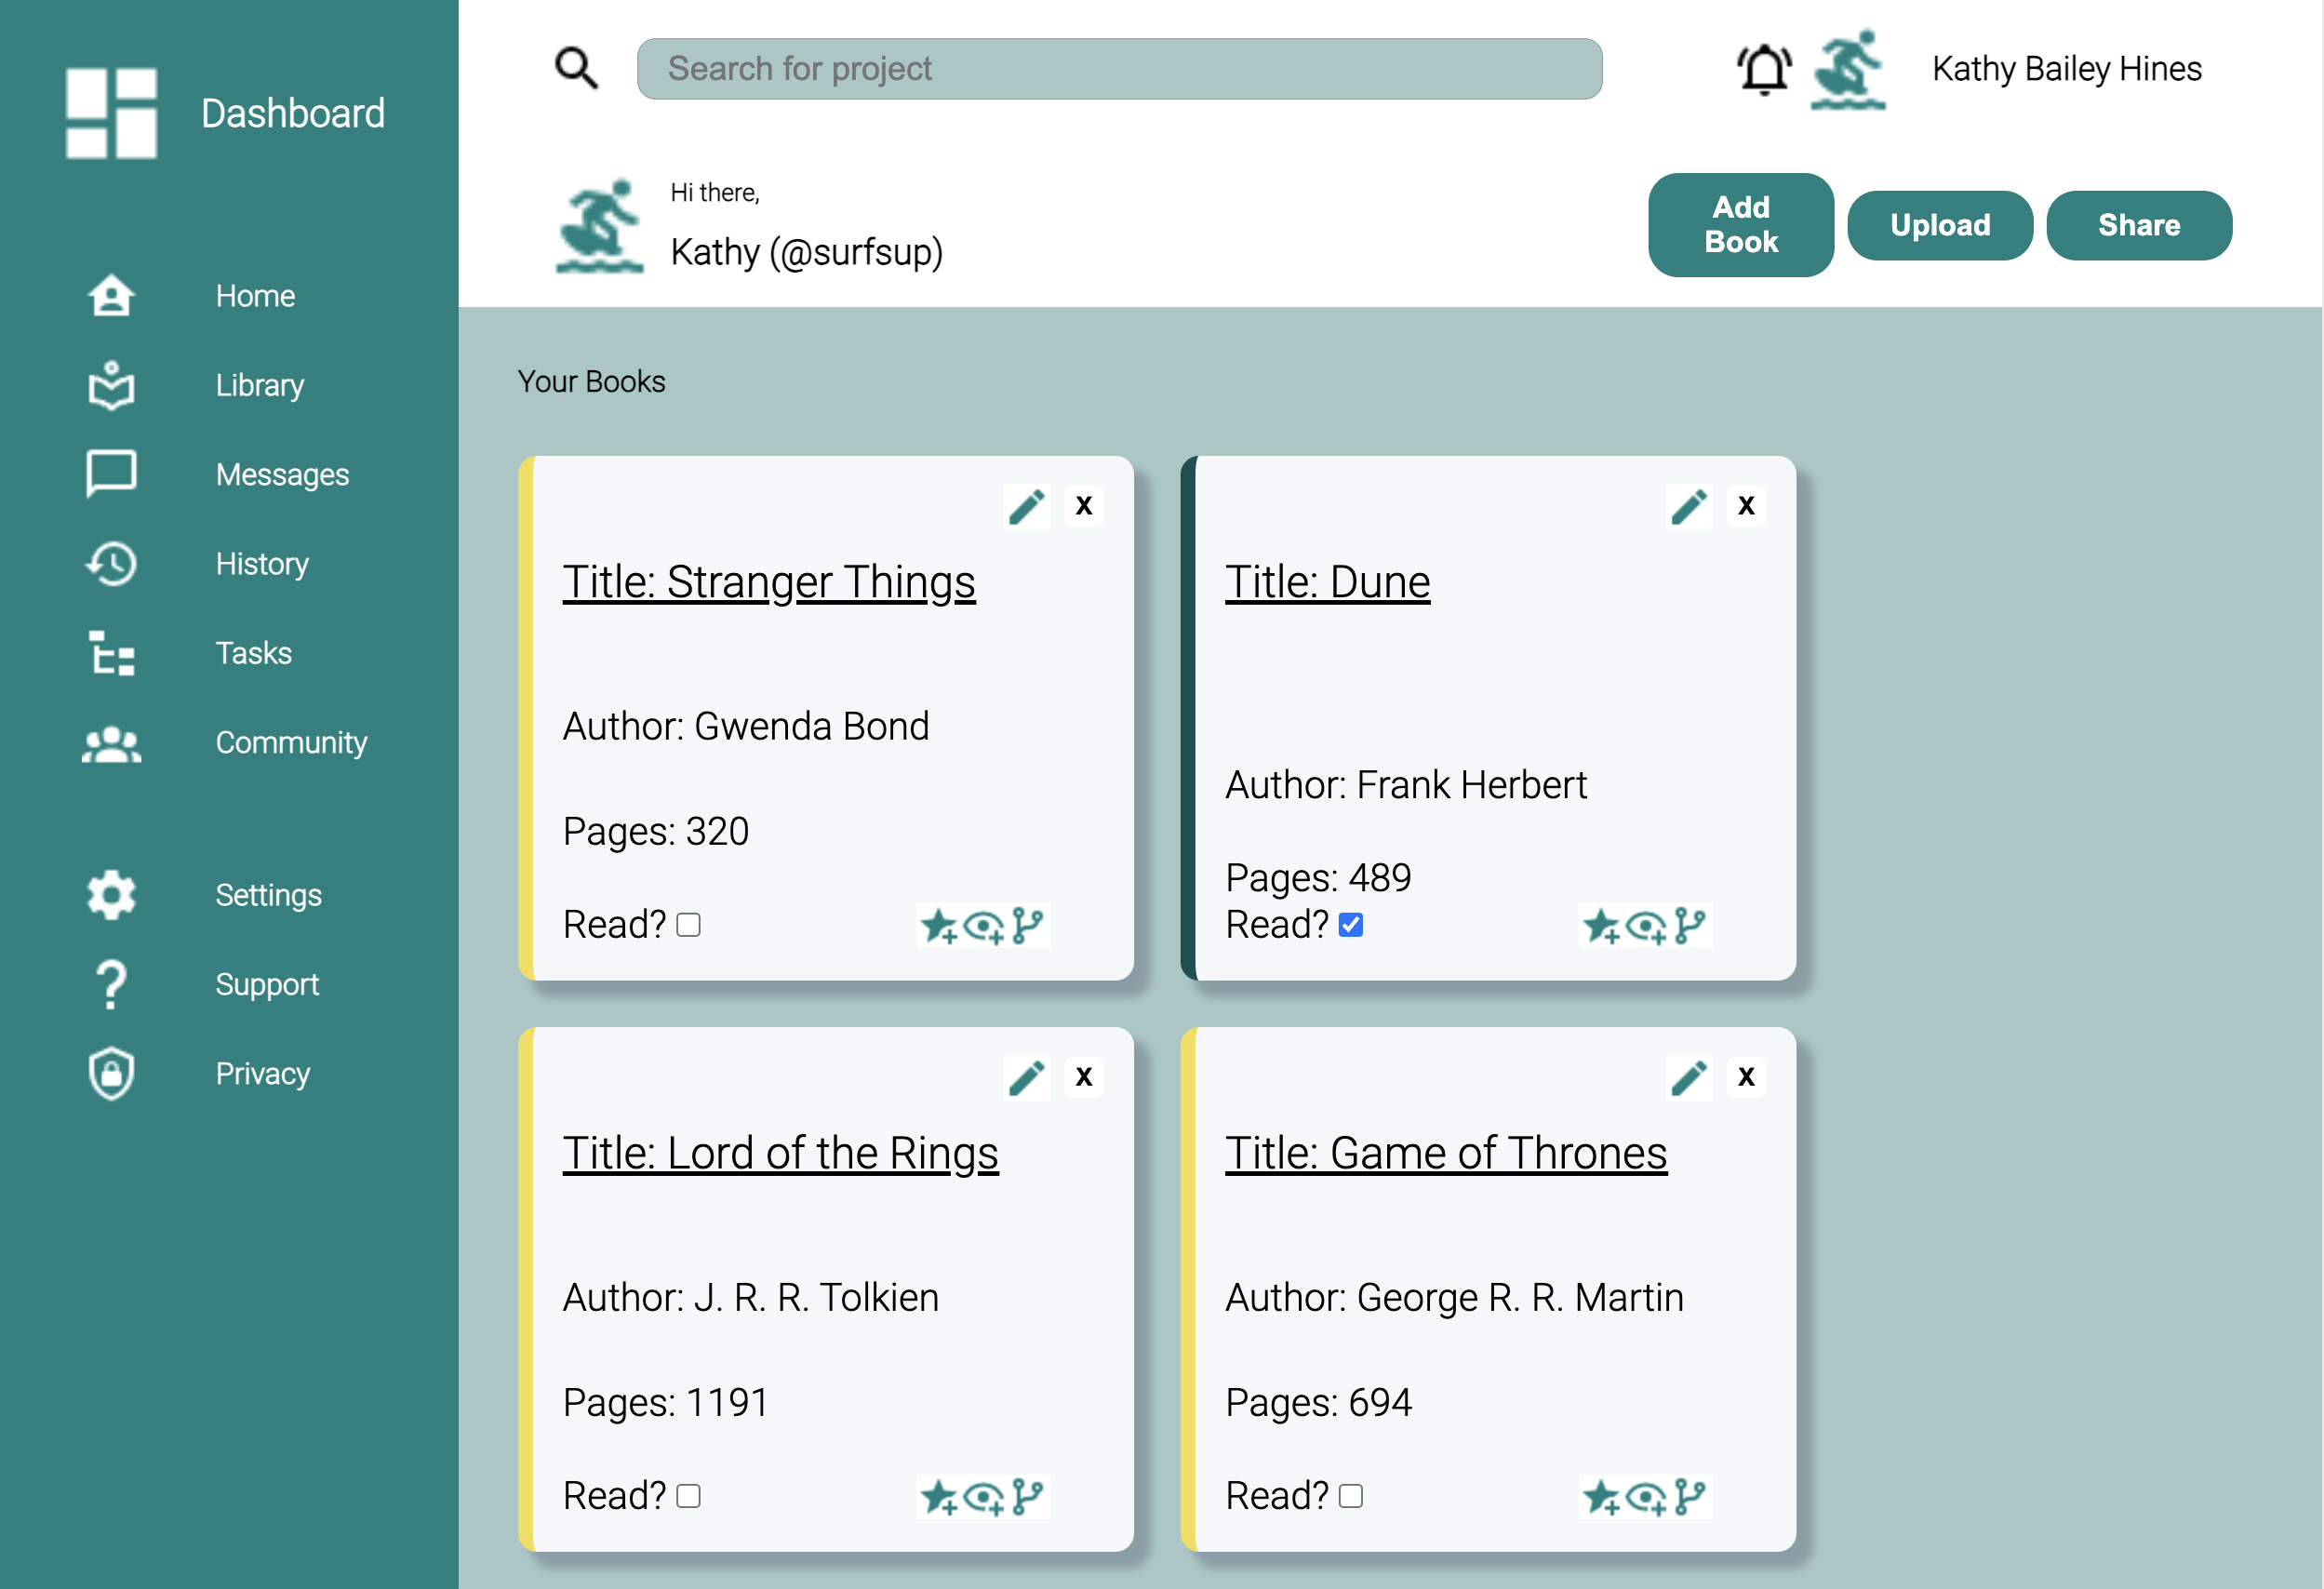 Dashboard
Home
Library
Messages
History
Tasks
Community
Settings
Support
Privacy
Search for project
Kathy Bailey Hines
Hi there,
Kathy (@surfsup)
Add
Book
Upload
Share
Your Books
X
Title: Stranger Things
Author: Gwenda Bond
Pages: 320
Read?
X
Title: Dune
Author: Frank Herbert
Pages: 489
Read?
X
Title: Lord of the Rings
Author: J. R. R. Tolkien
Pages: 1191
Read?
X
Title: Game of Thrones
Author: George R. R. Martin
Pages: 694
Read?